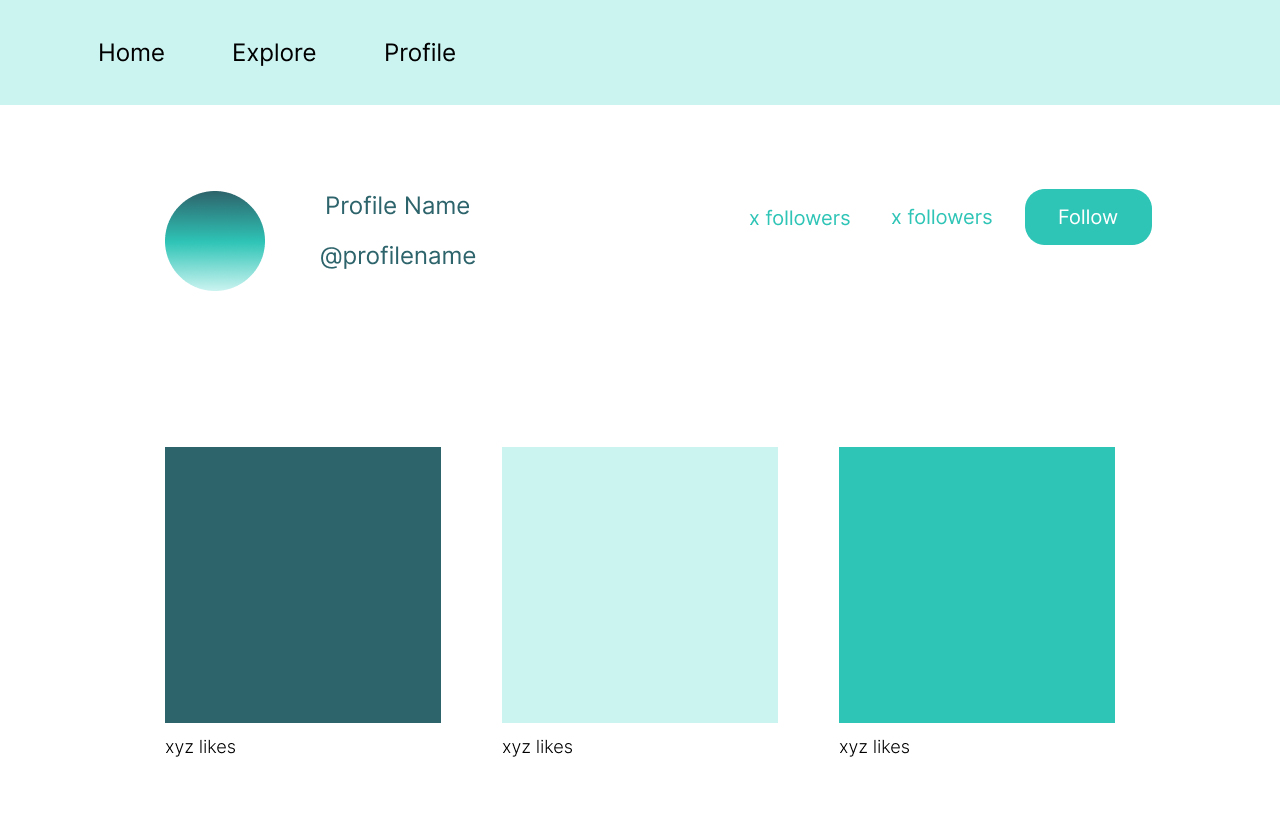 Home Explore Profile
Profile Name
@profilename
x followers x followers Follow
xyz likes xyz likes xyz likes